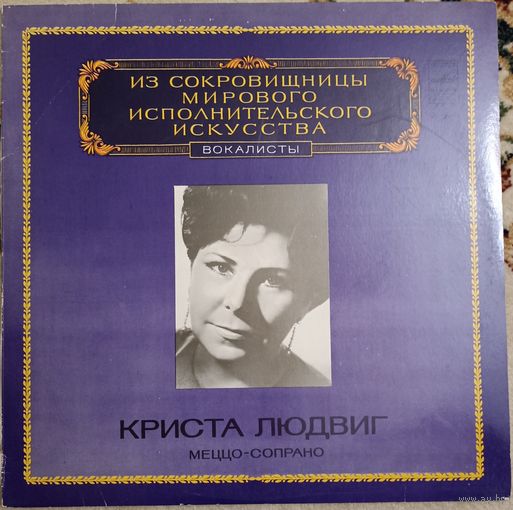 ИЗ СОКРОВИЩНИЦЫ
МИРОВОГО
ИСПОЛНИТЕЛЬСКОГО
ИСКУССТВА
ВОКАЛИСТЫ
КРИСТА ЛЮДВИГ
МЕЦЦО-СОПРАНО